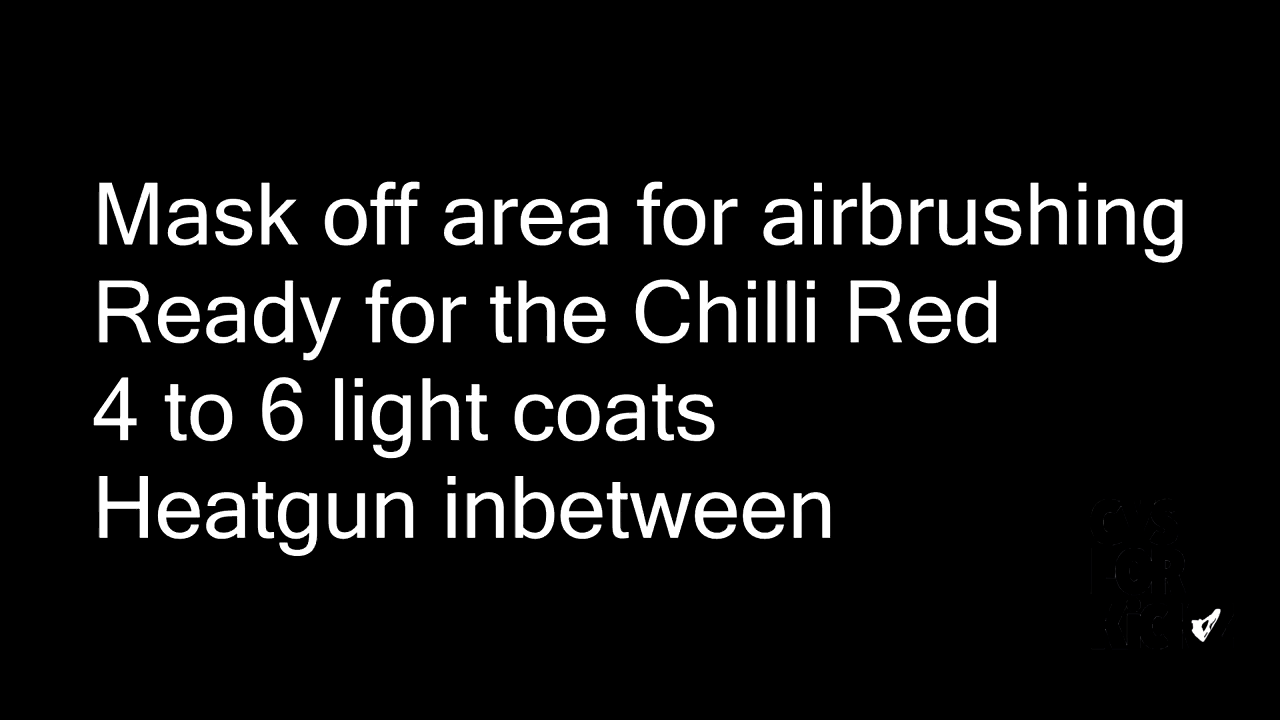 Mask off area for airbrushing
Ready for the Chilli Red
4 to 6 light coats
Heatgun inbetween